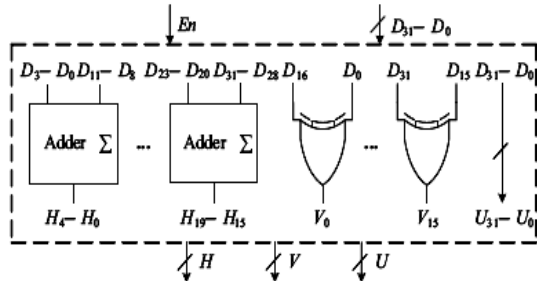 En D₃₁– D₀
D₃– D₀ D₁₁– D₈ D₂₃– D₂₀ D₃₁– D₂₈ D₁₆ D₀ D₃₁ D₁₅ D₃₁– D₀
Adder Σ ... Adder Σ ...
H₄– H₀ H₁₉– H₁₅ V₀ V₁₅ U₃₁– U₀
H V U